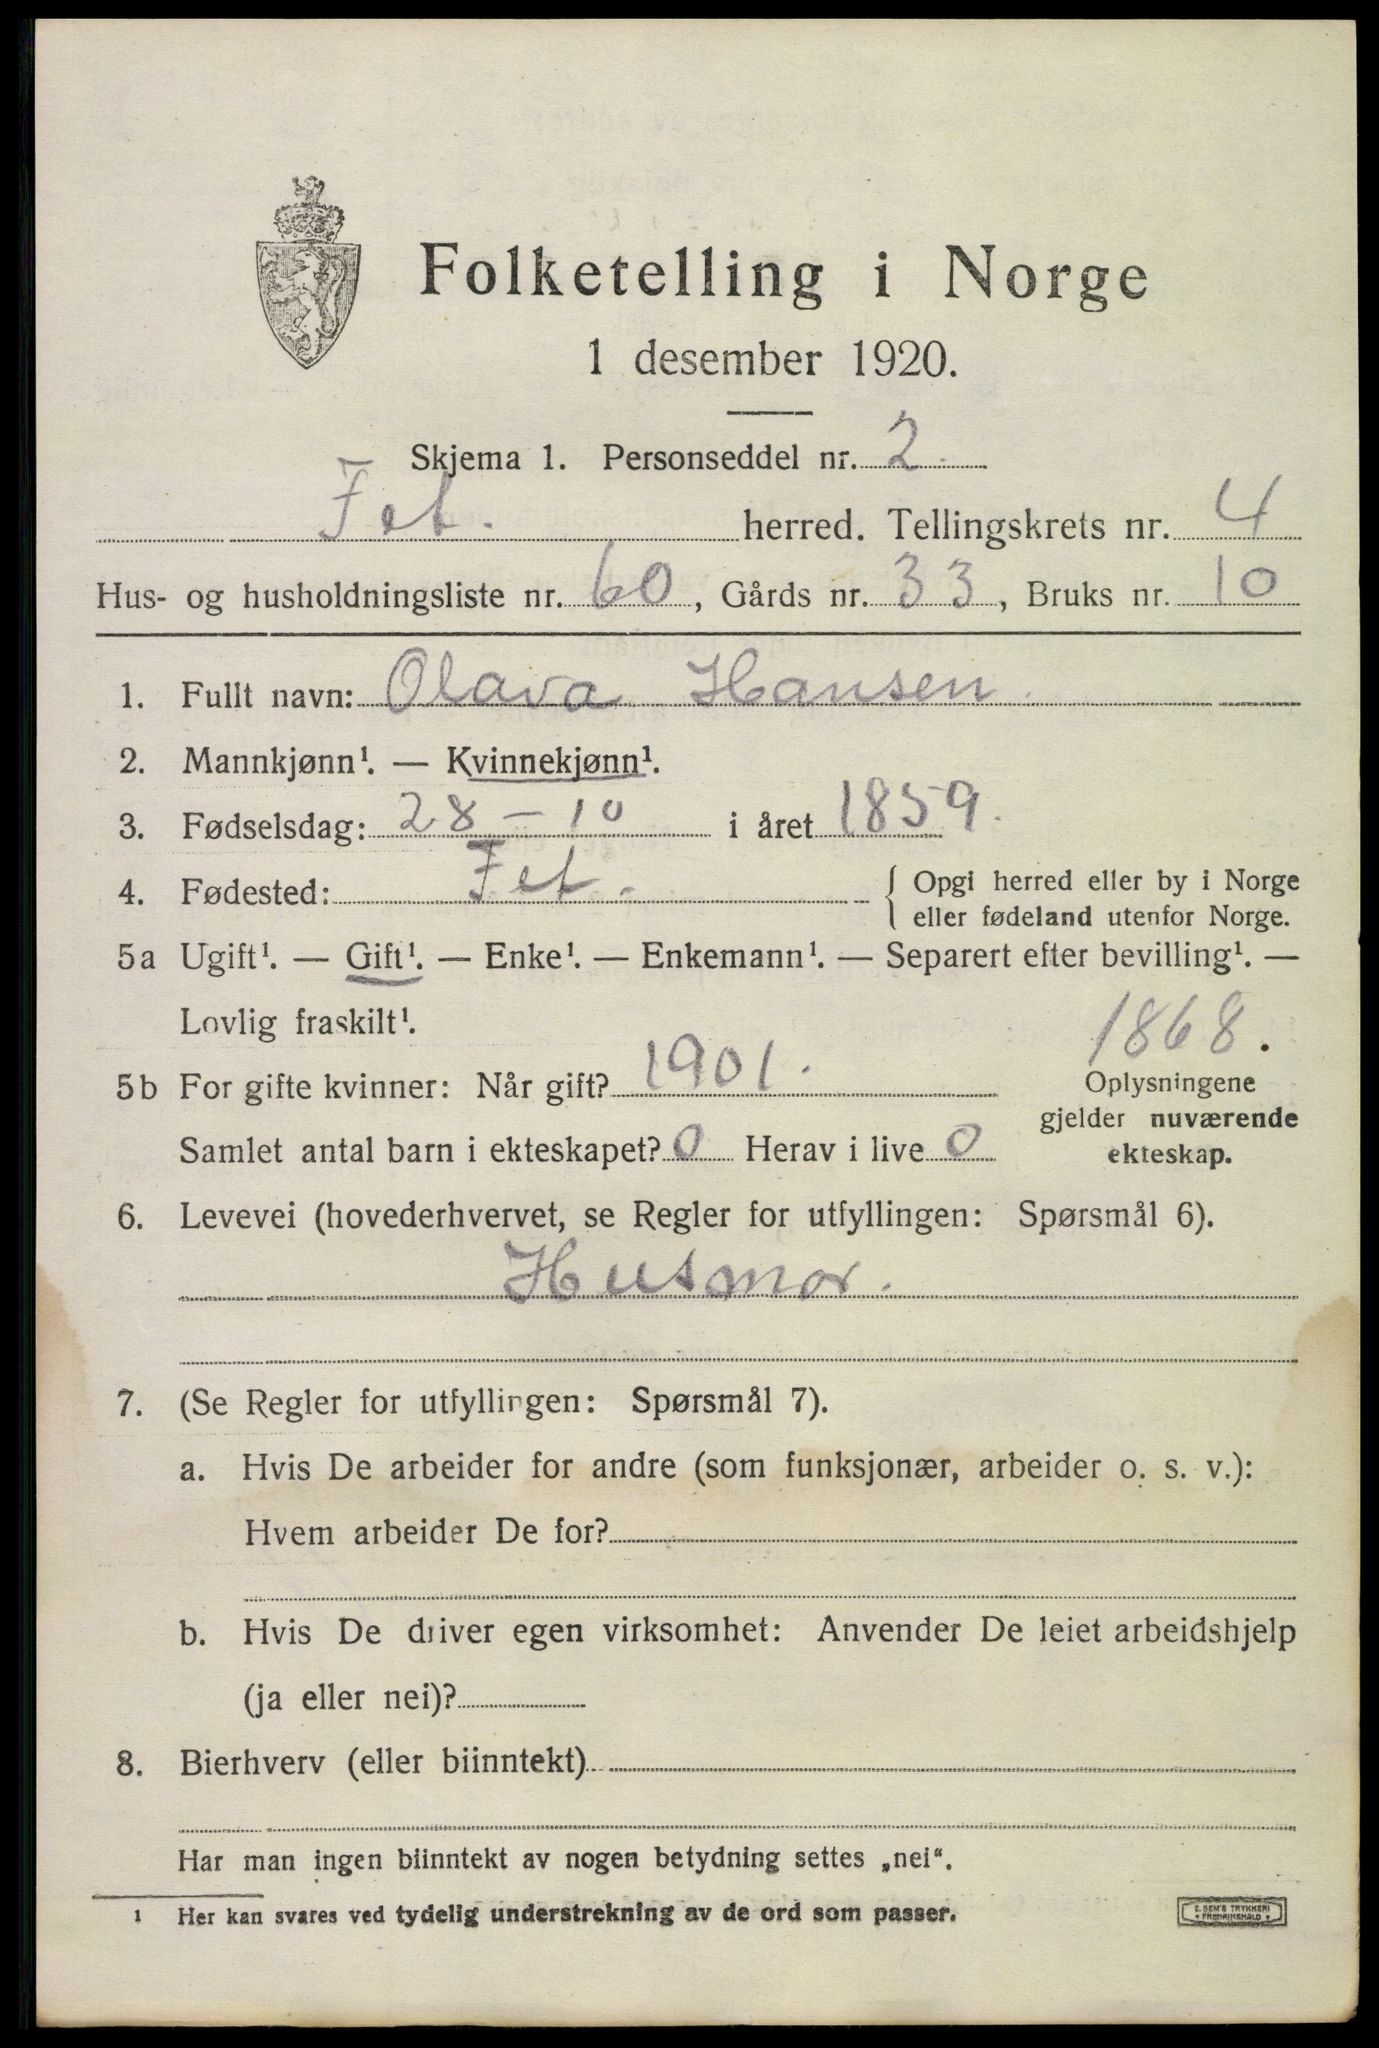 Folketelling i Norge
1 desember 1920.
Skjema 1. Personseddel nr. 2.
Fet. herred. Tellingskrets nr. 4
Hus- og husholdningsliste nr. 60, Gårds nr. 33, Bruks nr. 10
1. Fullt navn: Olava Hansen.
2. Mannkjønn¹. — Kvinnekjønn¹.
3. Fødselsdag: 28 - 10 i året 1859.
4. Fødested: Fet. { Opgi herred eller by i Norge
eller fødeland utenfor Norge.
5a Ugift¹. — Gift¹. — Enke¹. — Enkemann¹. — Separert efter bevilling¹. —
Lovlig fraskilt¹. 1868.
5b For gifte kvinner: Når gift? 1901. Oplysningene
gjelder nuværende
Samlet antal barn i ekteskapet? 0 Herav i live 0 ekteskap.
6. Levevei (hovederhvervet, se Regler for utfyllingen: Spørsmål 6).
Husmor.
7. (Se Regler for utfyllingen: Spørsmål 7).
a. Hvis De arbeider for andre (som funksjonær, arbeider o. s. v.):
Hvem arbeider De for?
b. Hvis De driver egen virksomhet: Anvender De leiet arbeidshjelp
(ja eller nei)?
8. Bierhverv (eller biinntekt)
Har man ingen biinntekt av nogen betydning settes „nei“.
1 Her kan svares ved tydelig understrekning av de ord som passer.
E. SEM'S TRYKKERI
• FREDRIKSHALD •